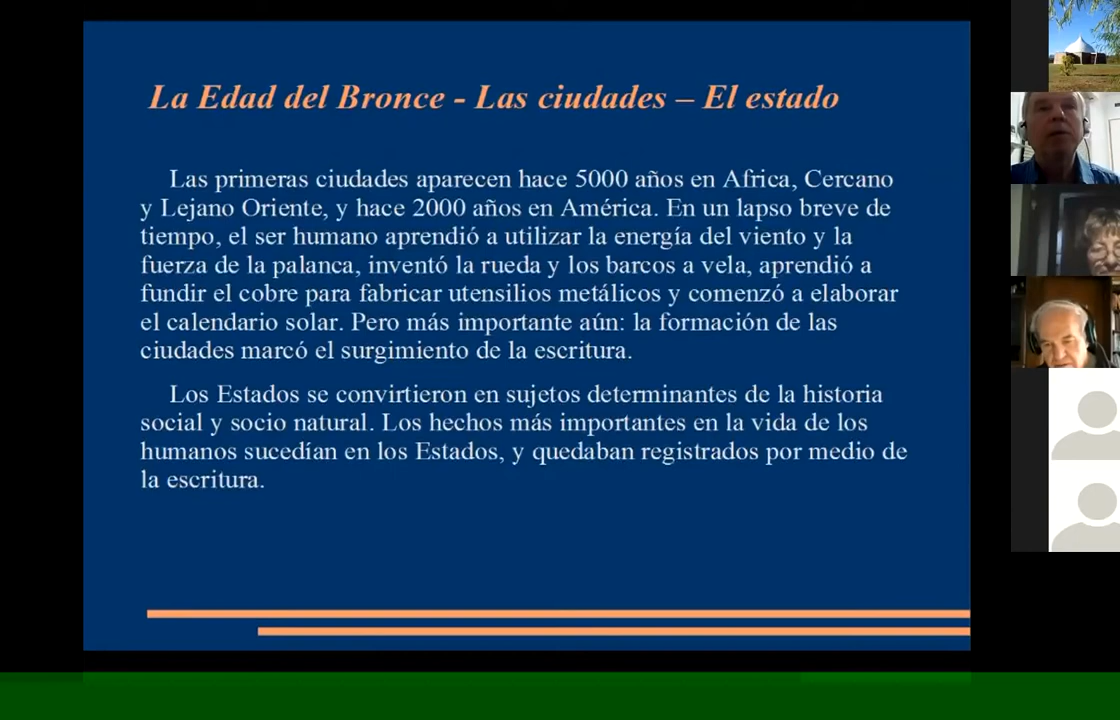 La Edad del Bronce - Las ciudades – El estado
Las primeras ciudades aparecen hace 5000 años en Africa, Cercano
y Lejano Oriente, y hace 2000 años en América. En un lapso breve de
tiempo, el ser humano aprendió a utilizar la energía del viento y la
fuerza de la palanca, inventó la rueda y los barcos a vela, aprendió a
fundir el cobre para fabricar utensilios metálicos y comenzó a elaborar
el calendario solar. Pero más importante aún: la formación de las
ciudades marcó el surgimiento de la escritura.
Los Estados se convirtieron en sujetos determinantes de la historia
social y socio natural. Los hechos más importantes en la vida de los
humanos sucedían en los Estados, y quedaban registrados por medio de
la escritura.